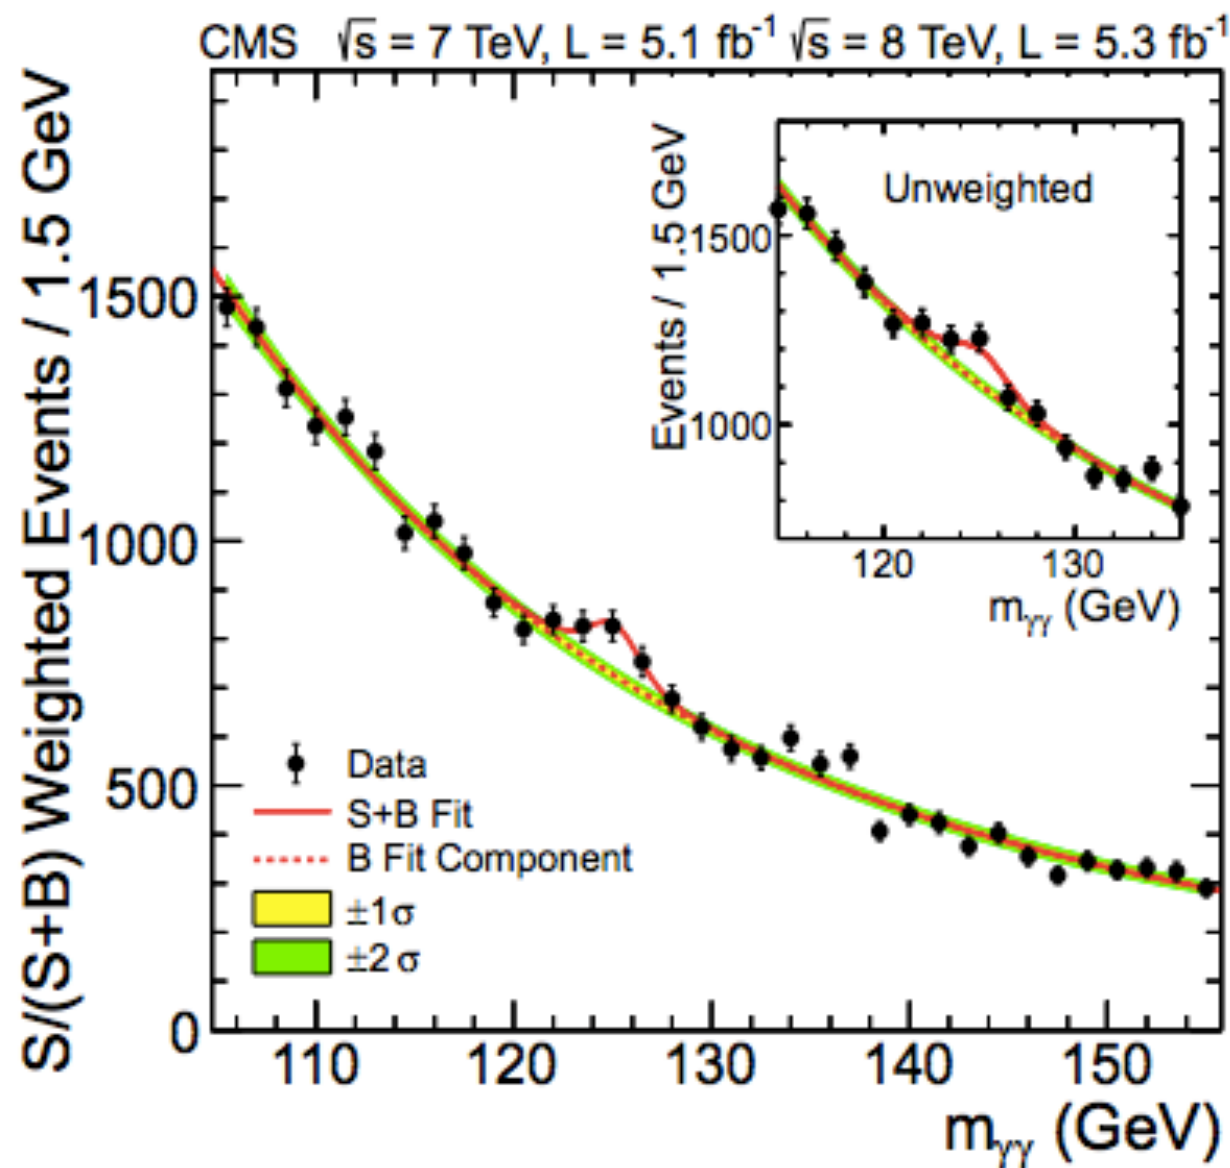 CMS √s = 7 TeV, L = 5.1 fb⁻¹ √s = 8 TeV, L = 5.3 fb⁻¹
S/(S+B) Weighted Events / 1.5 GeV
1500
1000
500
0
Events / 1.5 GeV
Unweighted
1500
1000
120 130
mγγ (GeV)
Data
S+B Fit
B Fit Component
±1σ
±2σ
110 120 130 140 150
mγγ (GeV)